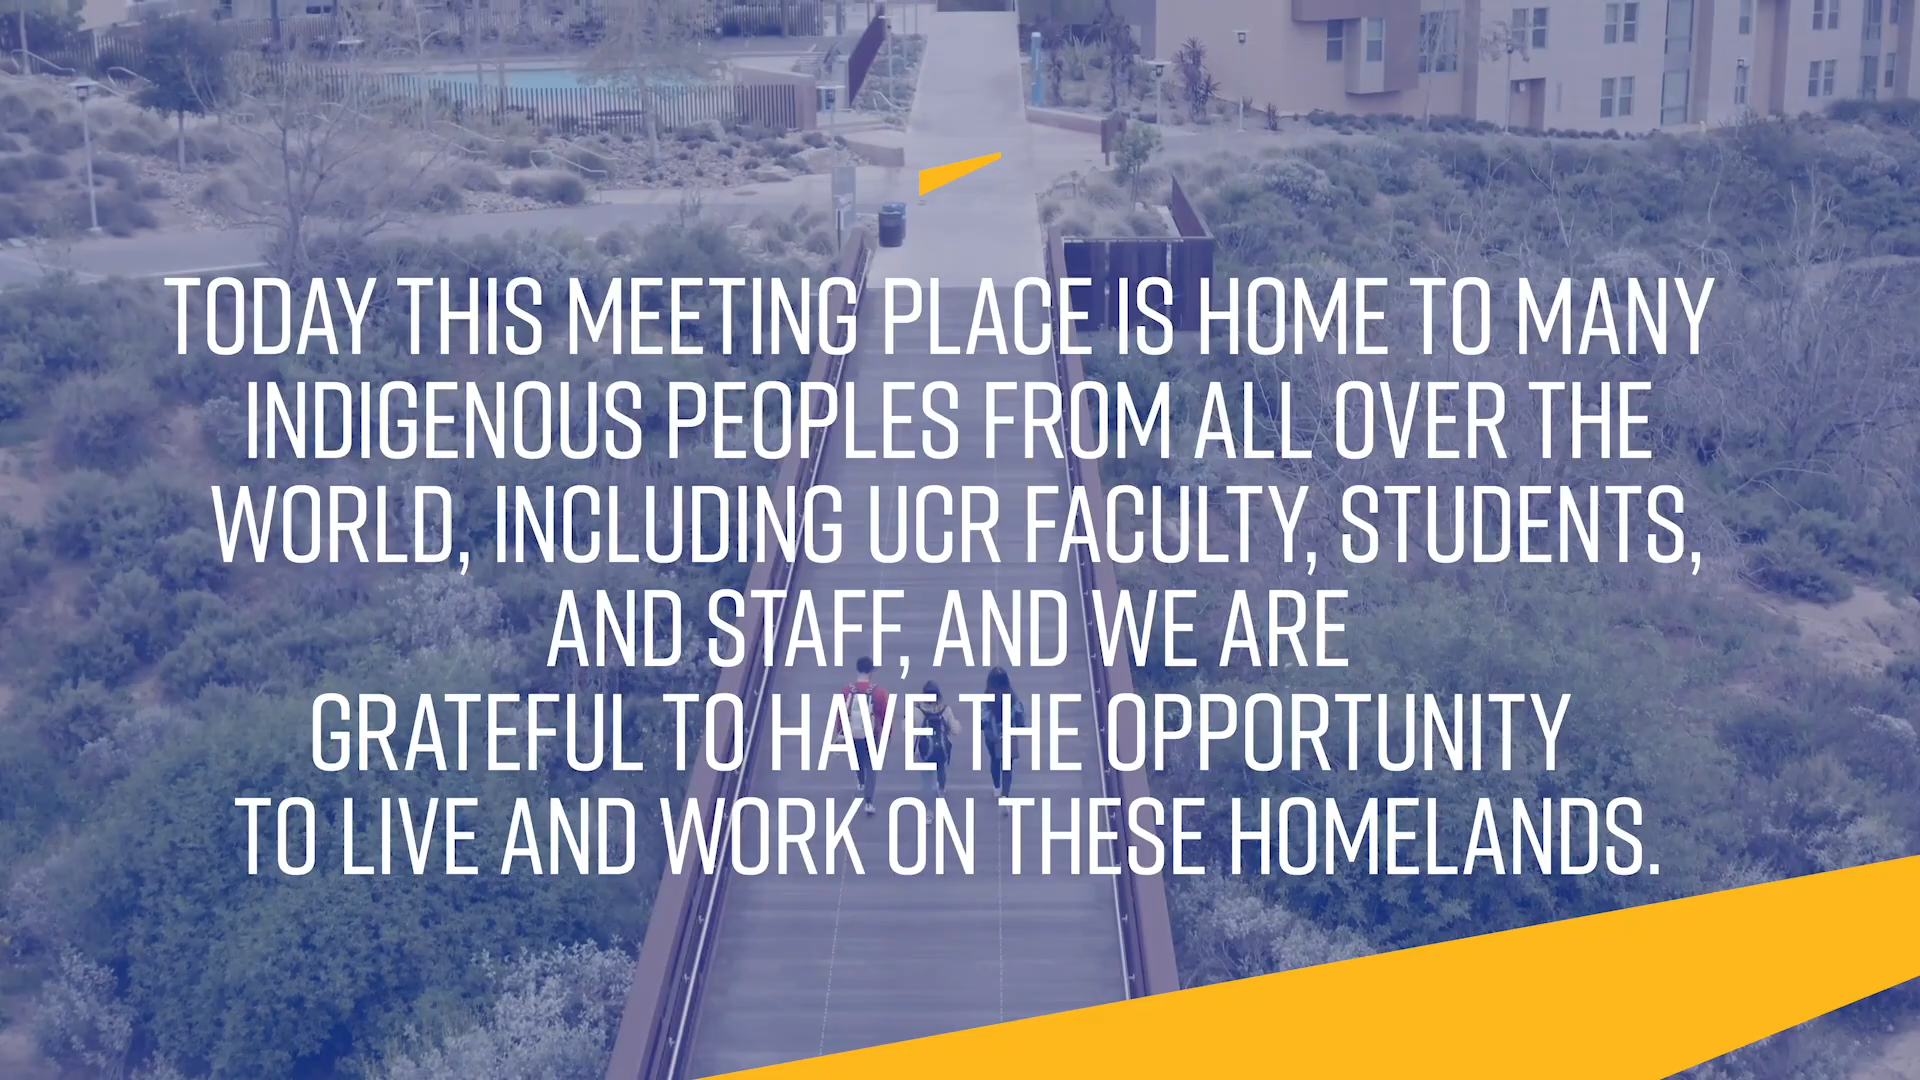 TODAY THIS MEETING PLACE IS HOME TO MANY
INDIGENOUS PEOPLES FROM ALL OVER THE
WORLD, INCLUDING UCR FACULTY, STUDENTS,
AND STAFF, AND WE ARE
GRATEFUL TO HAVE THE OPPORTUNITY
TO LIVE AND WORK ON THESE HOMELANDS.